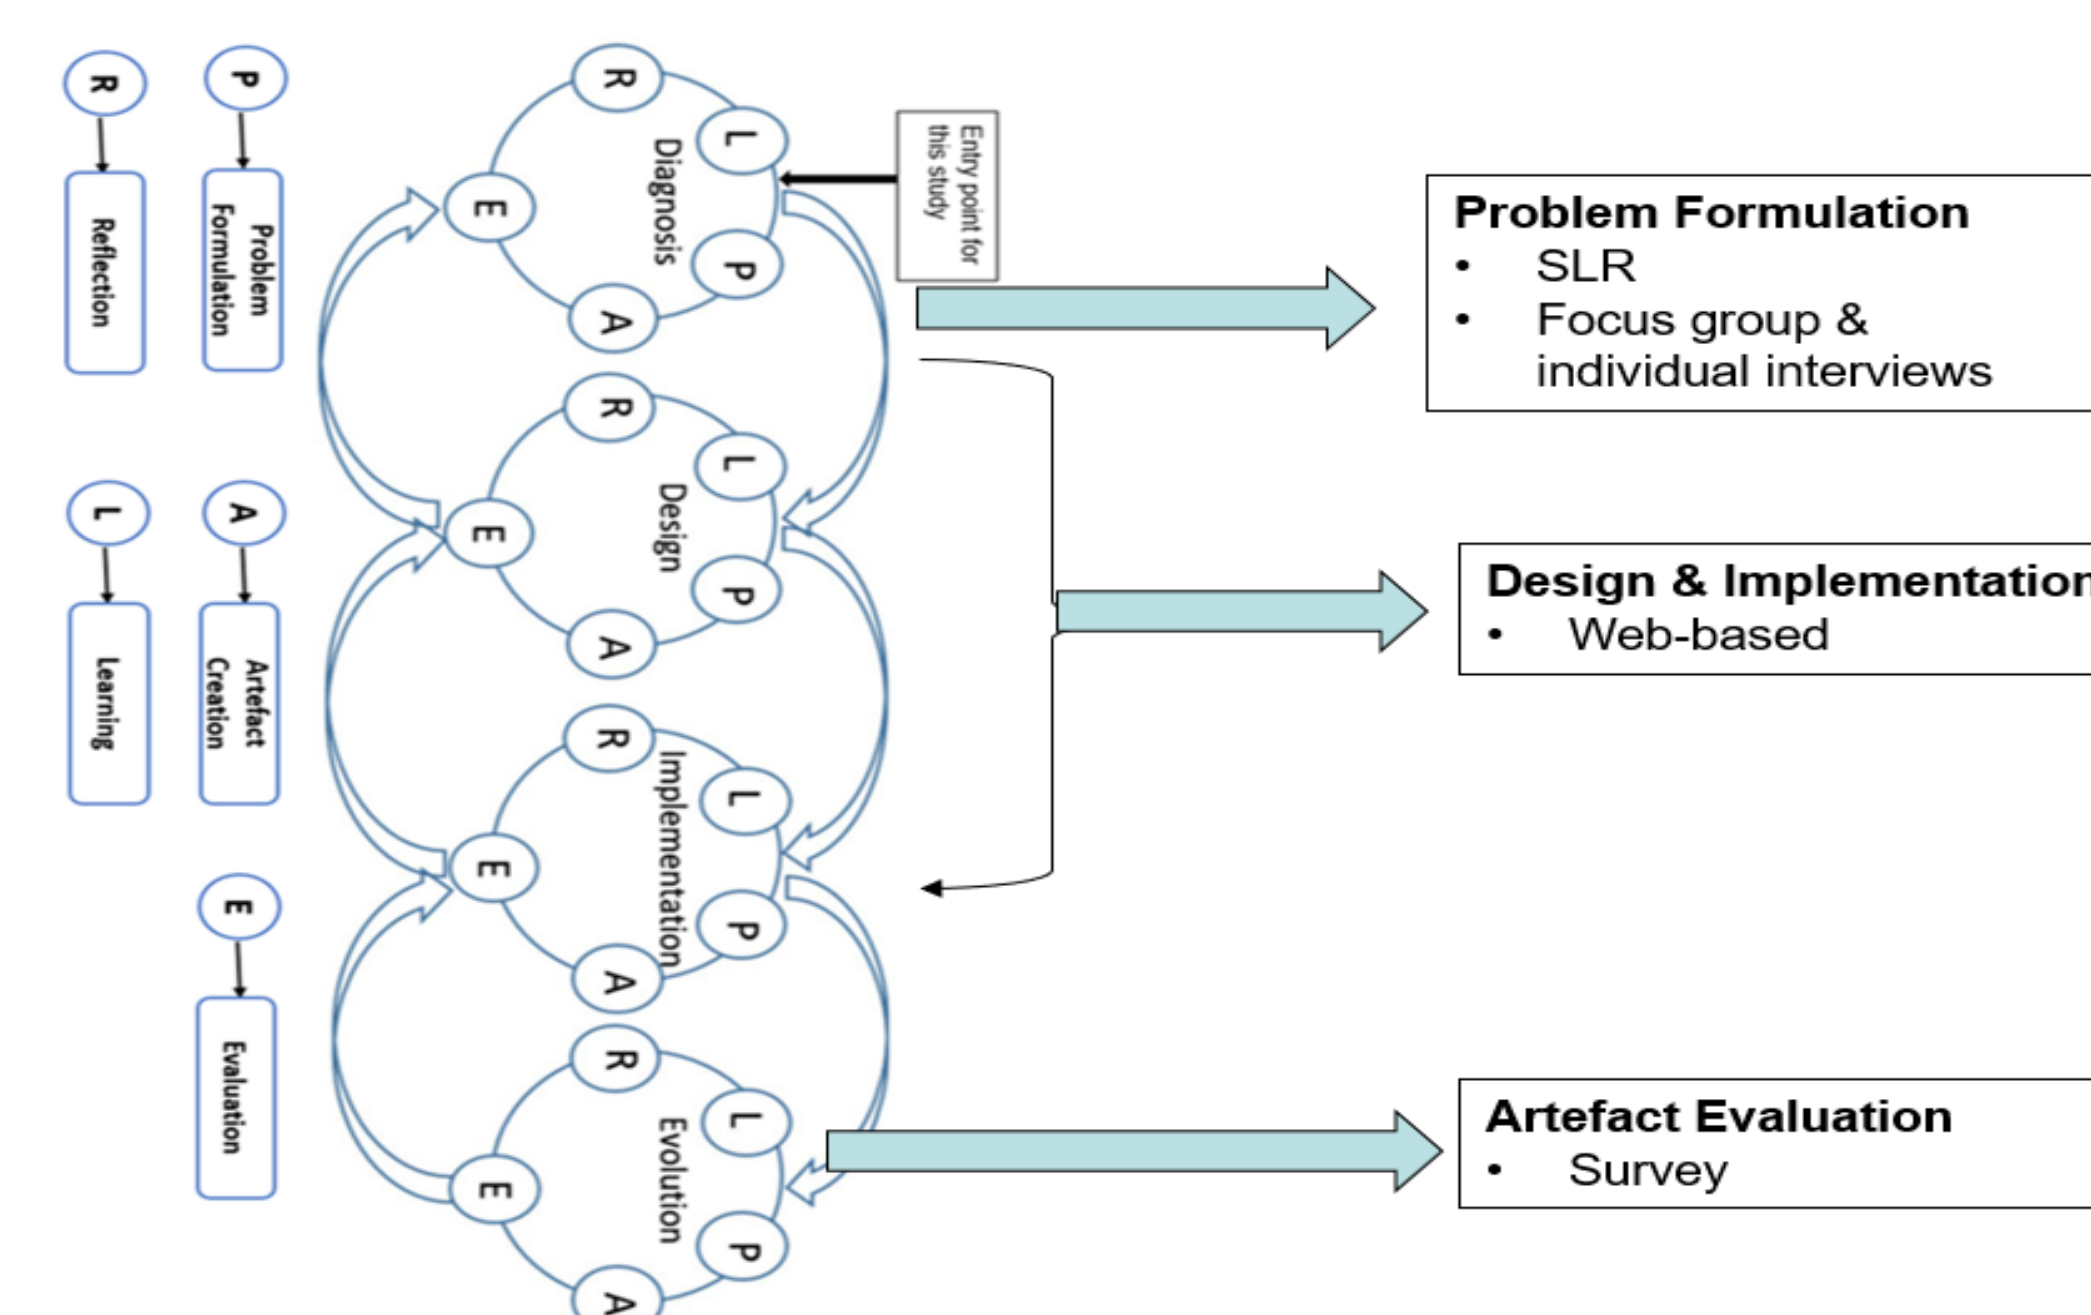 R
P
Reflection
Problem
Formulation
L
A
Learning
Artefact
Creation
E
Evaluation
R
L
Diagnosis
E
P
A
Entry point for
this study
R
L
Design
E
P
A
R
L
Implementation
E
P
A
R
L
Evolution
E
P
A
Problem Formulation
• SLR
• Focus group &
individual interviews
Design & Implementation
• Web-based
Artefact Evaluation
• Survey